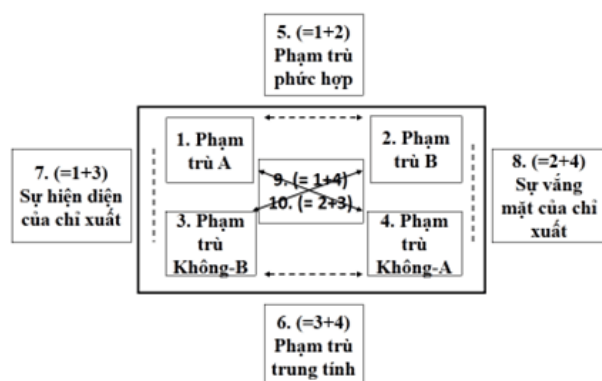 5. (=1+2)
Phạm trù
phức hợp
1. Phạm
trù A
2. Phạm
trù B
7. (=1+3)
Sự hiện diện
của chỉ xuất
9. (= 1+4)
10. (= 2+3)
8. (=2+4)
Sự vắng
mặt của chỉ
xuất
3. Phạm
trù
Không-B
4. Phạm
trù
Không-A
6. (=3+4)
Phạm trù
trung tính